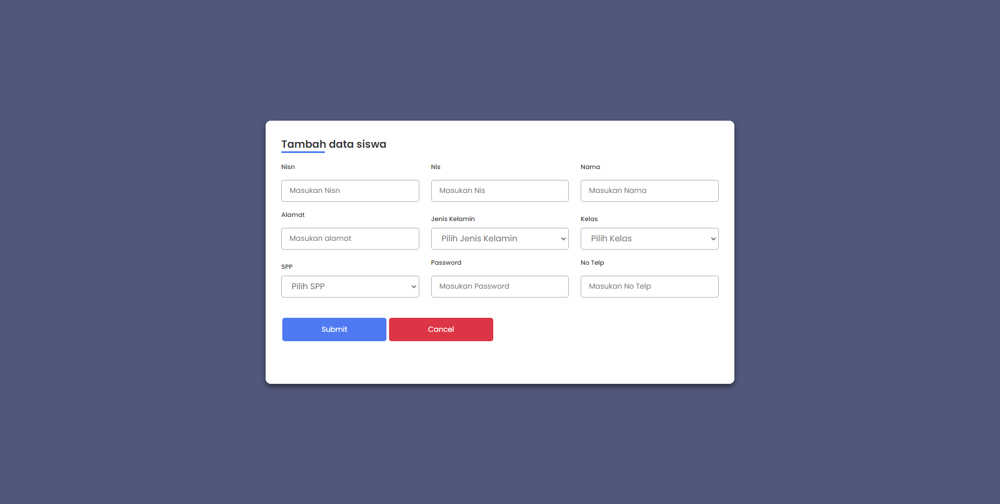 Tambah data siswa
Nisn
Nis
Nama
Masukan Nisn
Masukan Nis
Masukan Nama
Alamat
Jenis Kelamin
Kelas
Masukan alamat
Pilih Jenis Kelamin
Pilih Kelas
SPP
Password
No Telp
Pilih SPP
Masukan Password
Masukan No Telp
Submit
Cancel